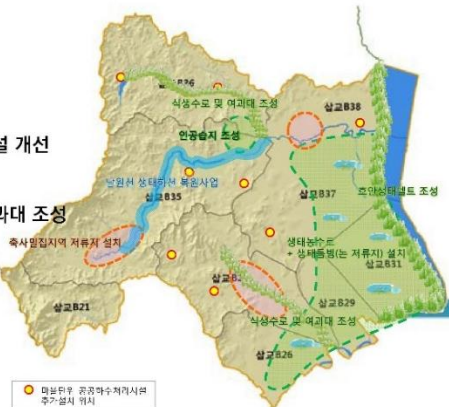 식생수로 및 여과대 조성
삽교B38
설 개선
인공습지 조성
남원천 생태하천 복원사업
삽교B35
삽교B37
호안생태벨트 조성
과대 조성
축사밀집지역 저류지 설치
생태농수로
+ 생태둠벙(논 저류지) 설치
삽교B31
삽교B21
삽교B29
식생수로 및 여과대 조성
삽교B26
마을단위 공공하수처리시설
추가설치 위치